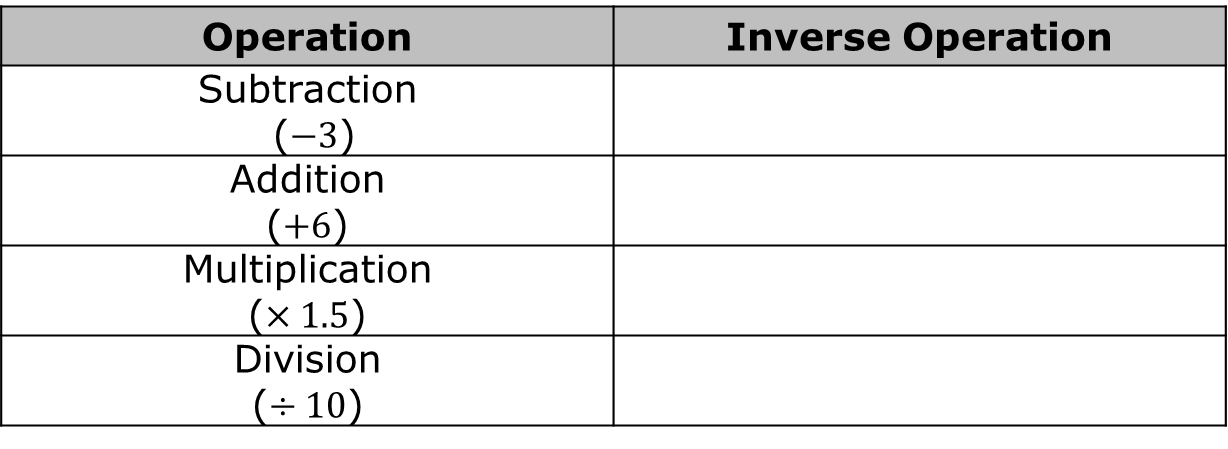 Operation
Inverse Operation
Subtraction
(−3)
Addition
(+6)
Multiplication
(× 1.5)
Division
(÷ 10)